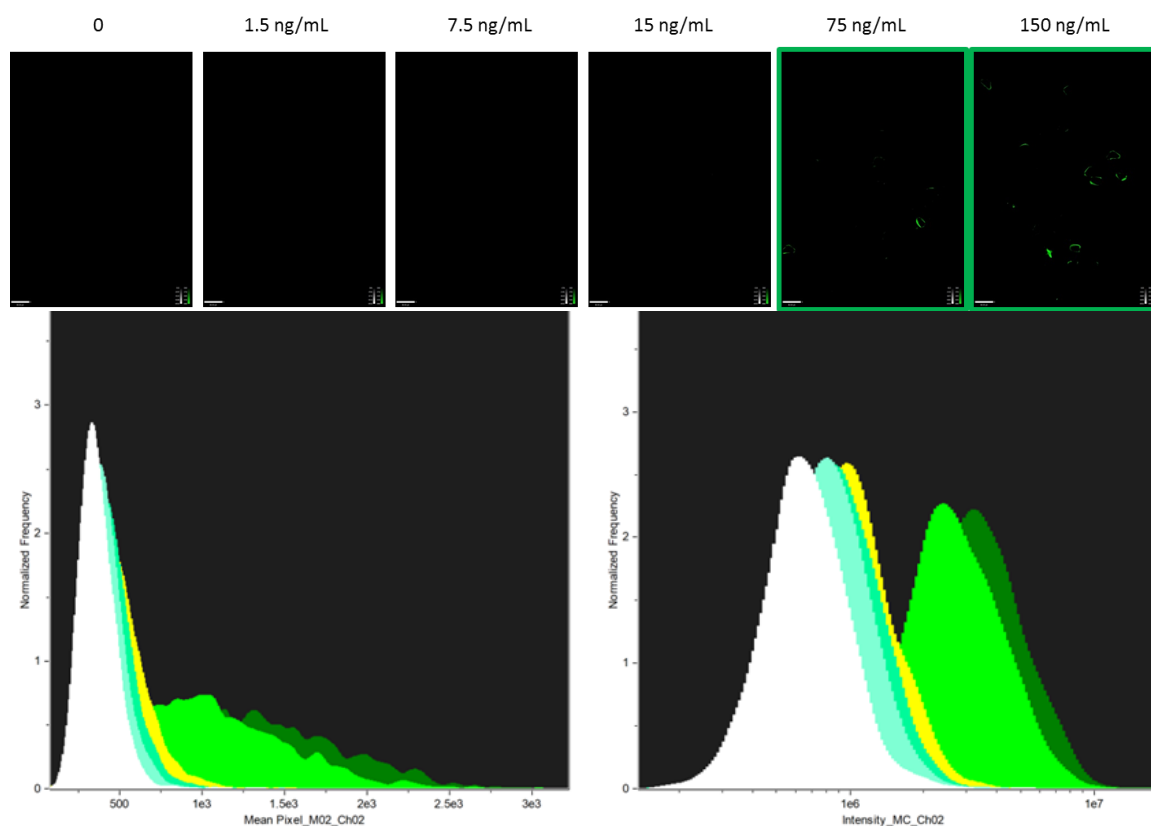 0 1.5 ng/mL 7.5 ng/mL 15 ng/mL 75 ng/mL 150 ng/mL
3
2
1
0
Normalized Frequency
500 1e3 1.5e3 2e3 2.5e3 3e3
Mean Pixel_M02_Ch02
3
2
1
0
Normalized Frequency
1e6 1e7
Intensity_MC_Ch02